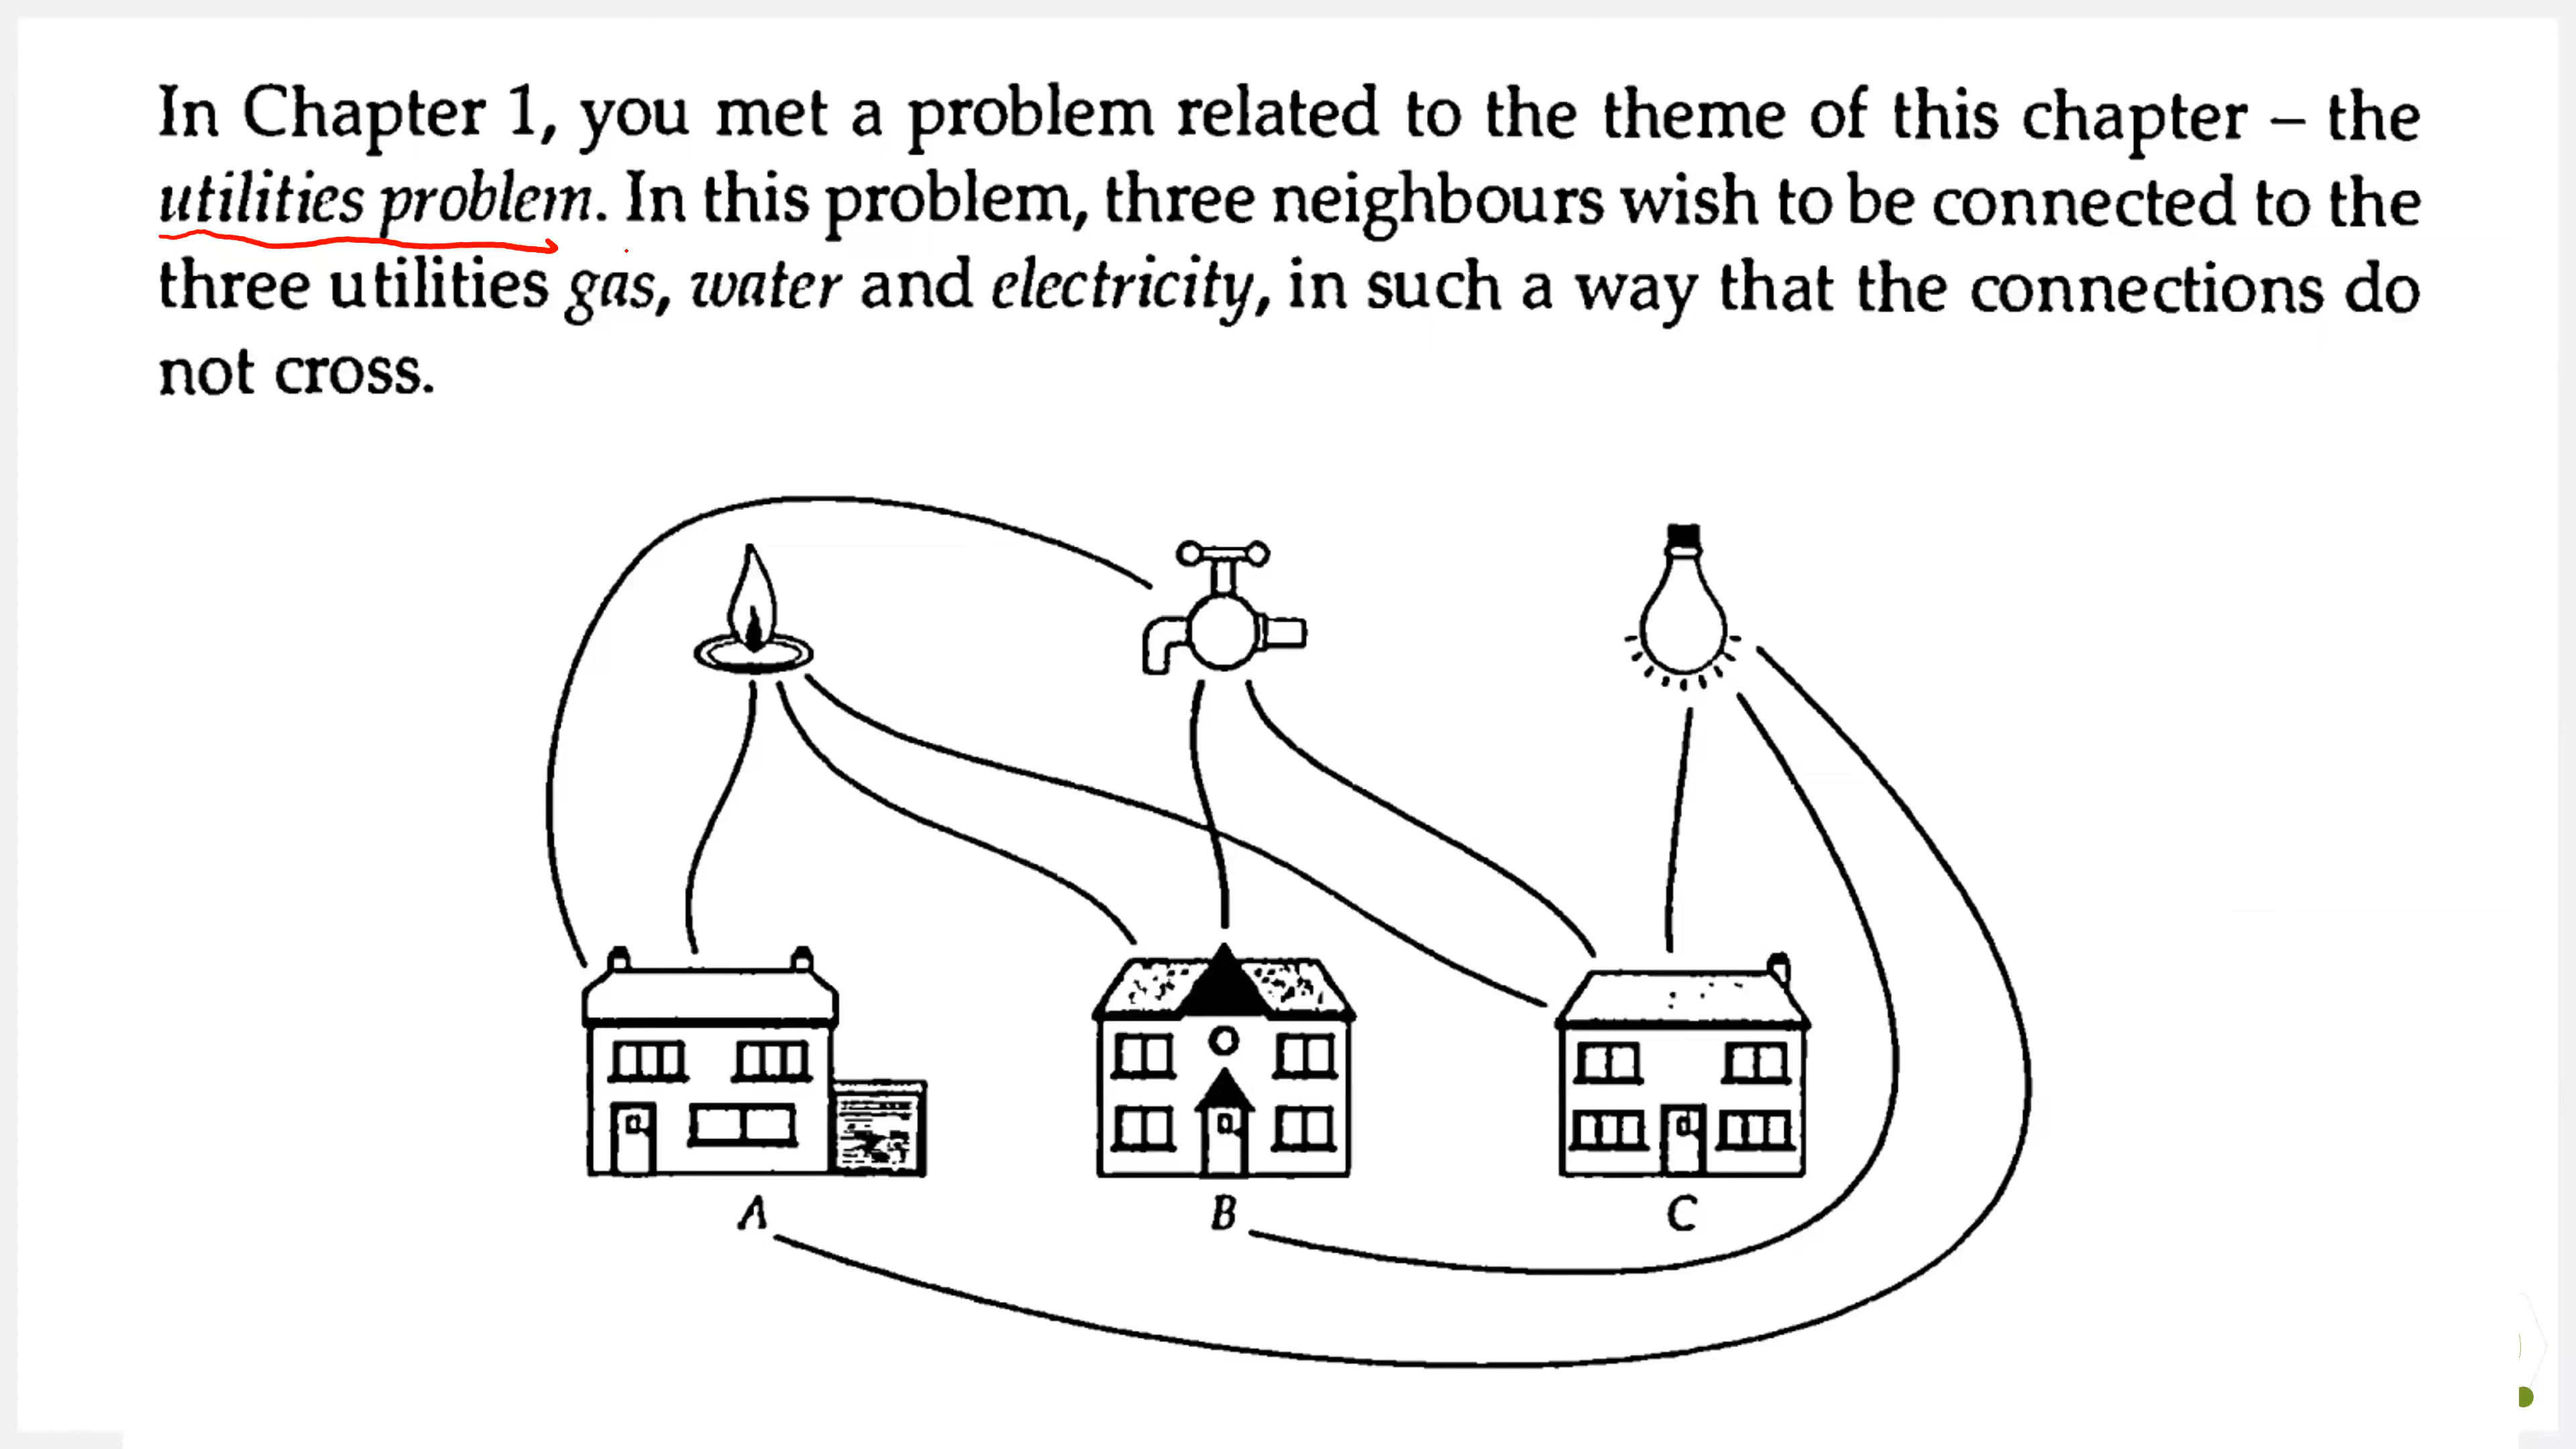 In Chapter 1, you met a problem related to the theme of this chapter – the
utilities problem. In this problem, three neighbours wish to be connected to the
three utilities gas, water and electricity, in such a way that the connections do
not cross.
A
B
C